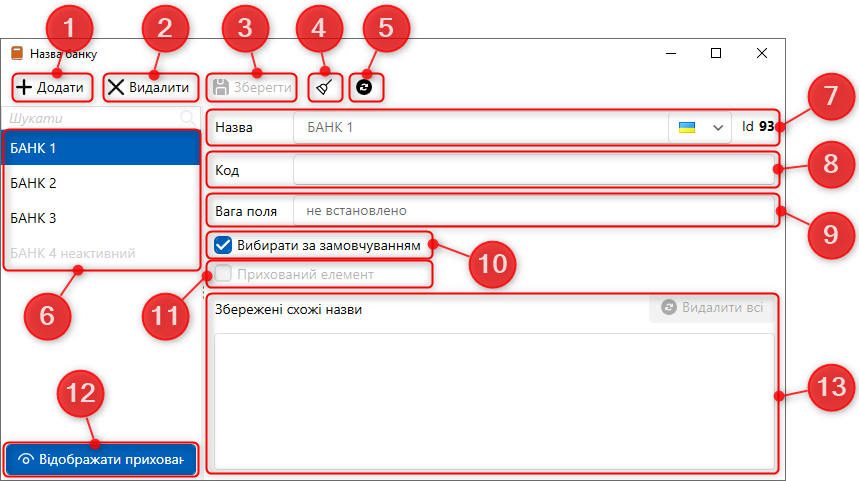 1
2
3
4
5
Назва банку
Додати
Видалити
Зберегти
7
Шукати
Назва
БАНК 1
Id 93
БАНК 1
8
Код
БАНК 2
9
Вага поля
не встановлено
БАНК 3
Вибирати за замовчуванням
10
БАНК 4 неактивний
Прихований елемент
6
11
Збережені схожі назви
Видалити всі
12
13
Відображати прихован